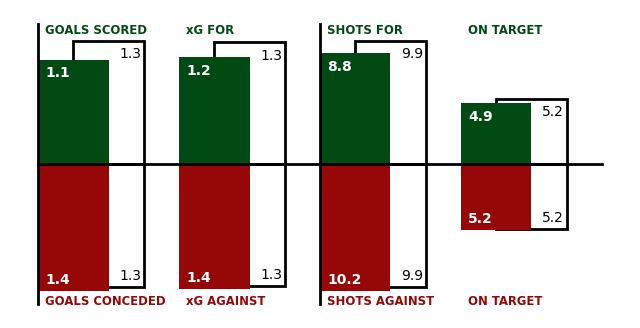 GOALS SCORED xG FOR SHOTS FOR ON TARGET
1.1 1.3 1.2 1.3 8.8 9.9 4.9 5.2
1.4 1.3 1.4 1.3 10.2 9.9 5.2 5.2
GOALS CONCEDED xG AGAINST SHOTS AGAINST ON TARGET